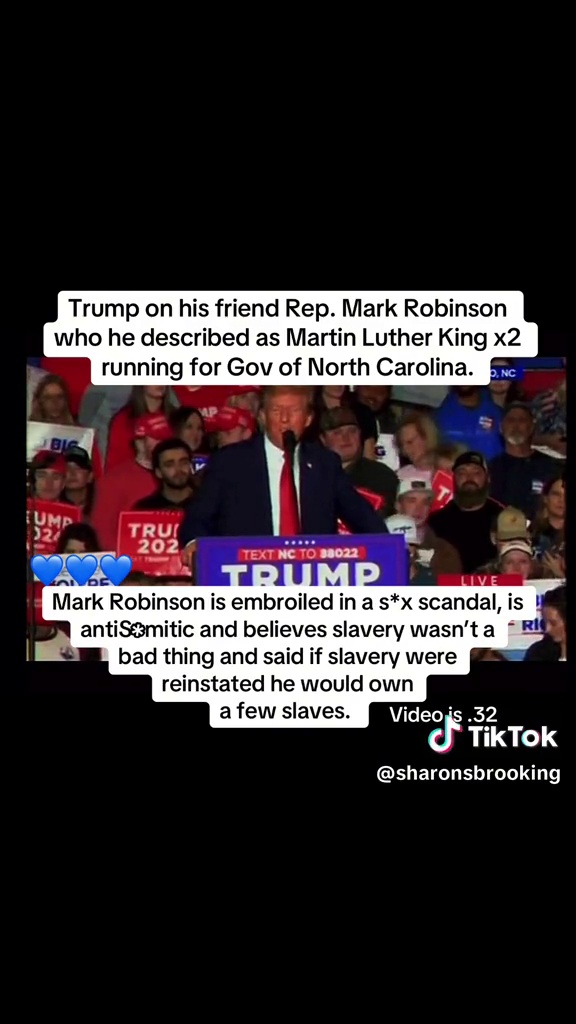 Trump on his friend Rep. Mark Robinson
who he described as Martin Luther King x2
running for Gov of North Carolina.
O, NC
BIG
TRUMP
202
TEXT NC TO 88022
TRUMP
LIVE
Mark Robinson is embroiled in a s*x scandal, is
antiS*mitic and believes slavery wasn't a
bad thing and said if slavery were
reinstated he would own
a few slaves.
Video is .32
TikTok
@sharonsbrooking